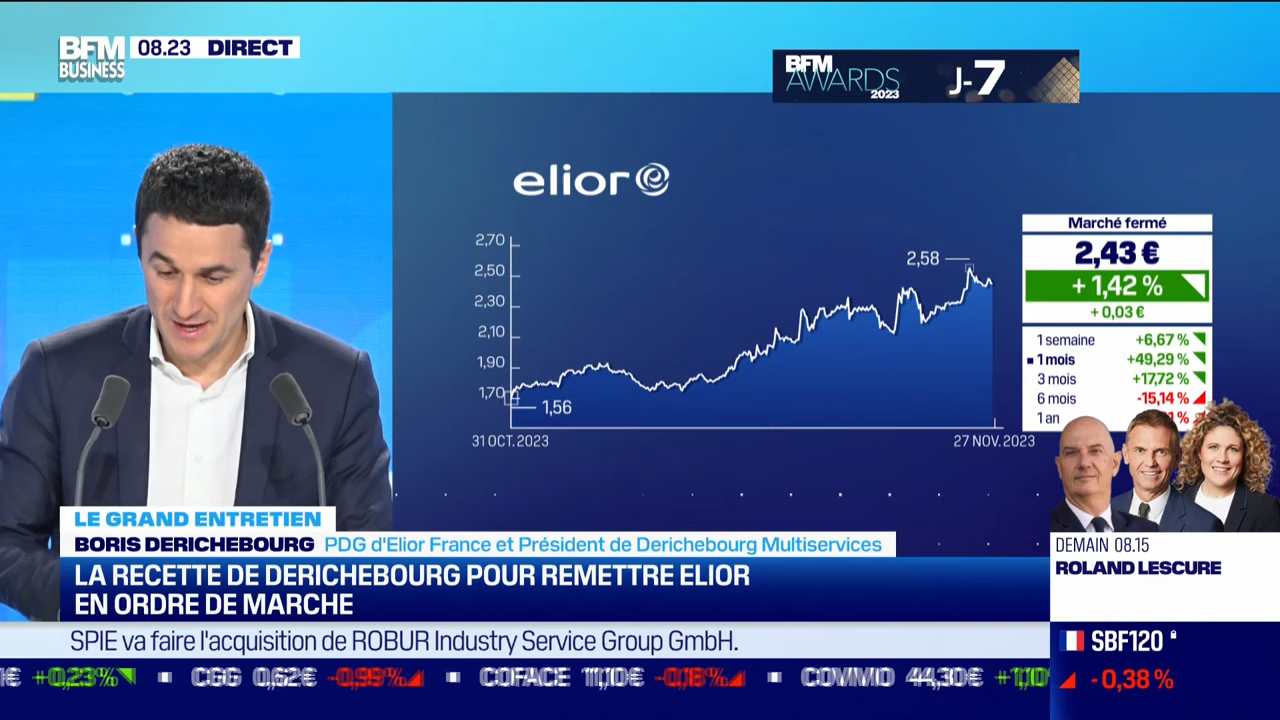 BFM
BUSINESS
08.23 DIRECT
BFM
AWARDS
2023
J-7
elior
2,70
2,50
2,30
2,10
1,90
1,70
2,58
1,56
31 OCT. 2023
27 NOV. 2023
Marché fermé
2,43 €
+ 1,42 %
+ 0,03 €
1 semaine +6,67 %
1 mois +49,29 %
3 mois +17,72 %
6 mois -15,14 %
1 an
LE GRAND ENTRETIEN
BORIS DERICHEBOURG PDG d'Elior France et Président de Derichebourg Multiservices
LA RECETTE DE DERICHEBOURG POUR REMETTRE ELIOR
EN ORDRE DE MARCHE
DEMAIN 08.15
ROLAND LESCURE
SPIE va faire l'acquisition de ROBUR Industry Service Group GmbH.
€ +0,23% CGG 0,62€ -0,99% COFACE 11,10€ -0,18% COVIVIO 44,30€
SBF120
-0,38 %